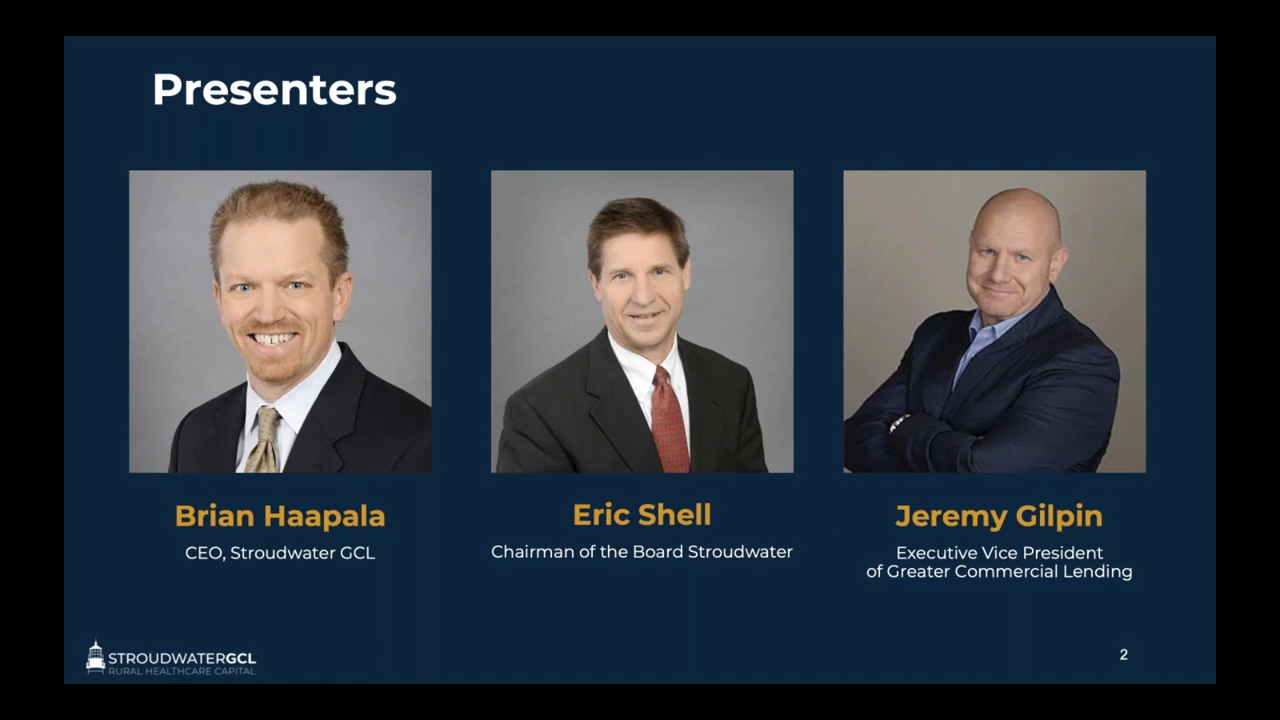 Presenters
Brian Haapala
CEO, Stroudwater GCL
Eric Shell
Chairman of the Board Stroudwater
Jeremy Gilpin
Executive Vice President
of Greater Commercial Lending
STROUDWATERGCL
RURAL HEALTHCARE CAPITAL
2